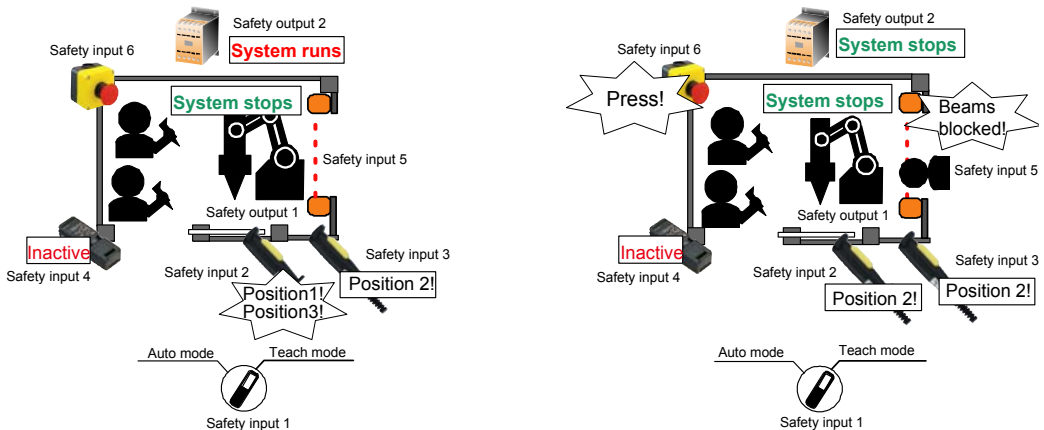 Safety output 2
Safety input 6
System runs
System stops
Safety input 5
Safety output 1
Inactive
Safety input 4
Safety input 2
Safety input 3
Position 2!
Position1!
Position3!
Auto mode
Teach mode
Safety input 1
Safety output 2
Safety input 6
System stops
Press!
System stops
Beams
blocked!
Safety input 5
Safety output 1
Inactive
Safety input 4
Safety input 2
Safety input 3
Position 2!
Position 2!
Auto mode
Teach mode
Safety input 1